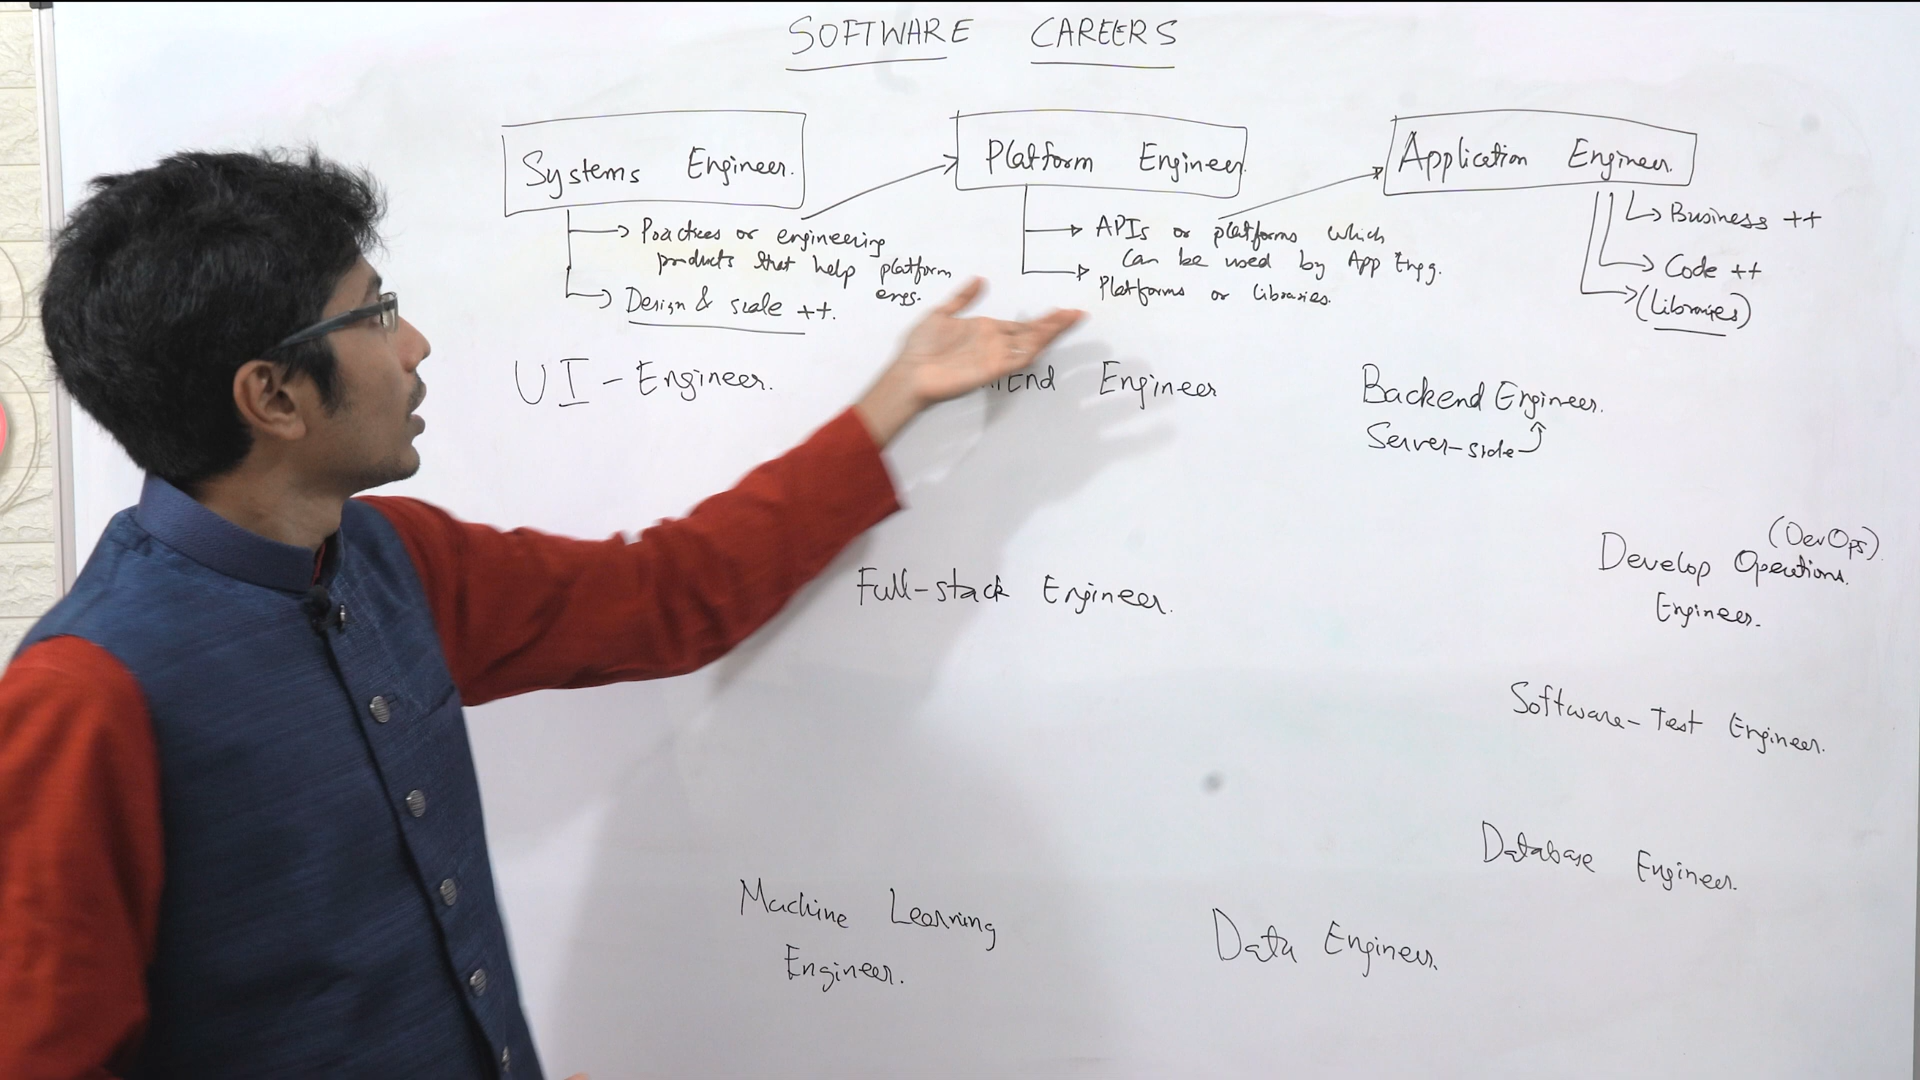 SOFTWARE CAREERS
Systems Engineer.
Practices or engineering
products that help platform
engs.
Design & scale ++.
Platform Engineer
APIs or platforms which
can be used by App Engg.
Platforms or libraries.
Application Engineer.
Business ++
Code ++
(libraries)
UI - Engineer.
End Engineer
Backend Engineer.
Server-side
Full-stack Engineer.
(DevOps).
Develop Operations.
Engineer.
Software-Test Engineer.
Database Engineer.
Machine Learning
Engineer.
Data Engineer.